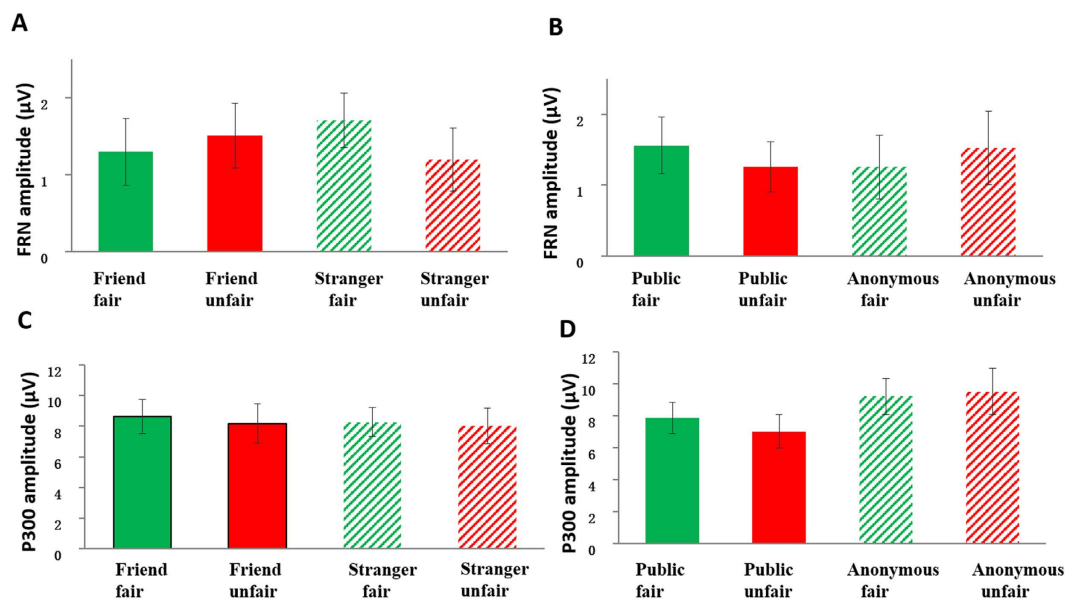 A
FRN amplitude (μV)
2
1
0
Friend fair
Friend unfair
Stranger fair
Stranger unfair
B
FRN amplitude (μV)
2
1
0
Public fair
Public unfair
Anonymous fair
Anonymous unfair
C
P300 amplitude (μV)
12
10
8
6
4
2
0
Friend fair
Friend unfair
Stranger fair
Stranger unfair
D
P300 amplitude (μV)
12
10
8
6
4
2
0
Public fair
Public unfair
Anonymous fair
Anonymous unfair